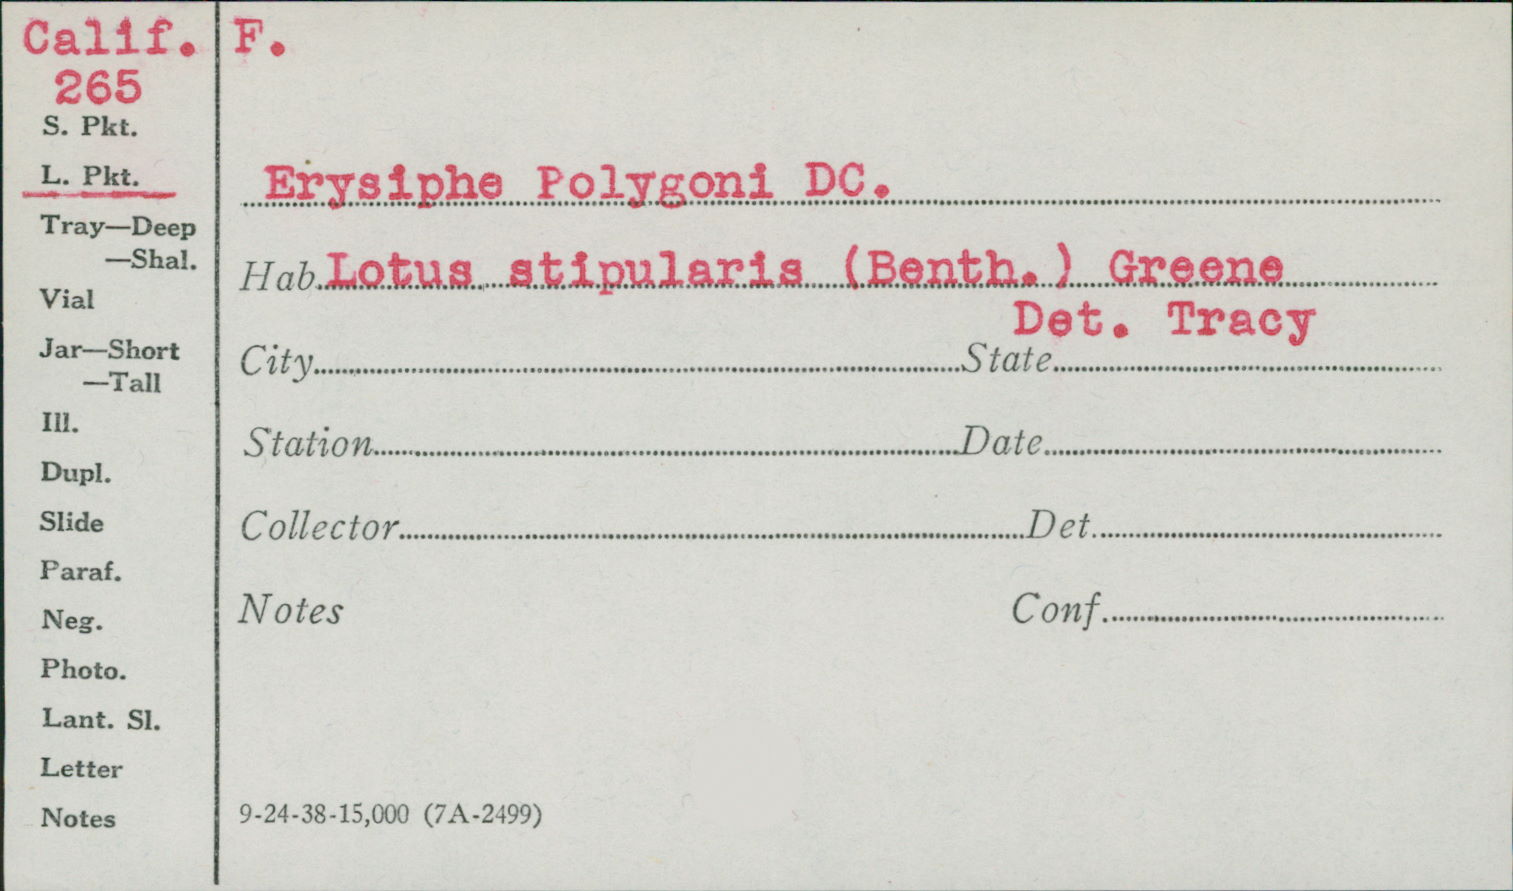 Calif. F.
265
S. Pkt.
L. Pkt.
Erysiphe Polygoni DC.
Tray—Deep
—Shal.
Hab. Lotus stipularis (Benth.) Greene
Vial
Det. Tracy
Jar—Short
City State
—Tall
Ill.
Station Date
Dupl.
Slide
Collector Det.
Paraf.
Neg.
Notes Conf.
Photo.
Lant. Sl.
Letter
Notes
9-24-38-15,000 (7A-2499)